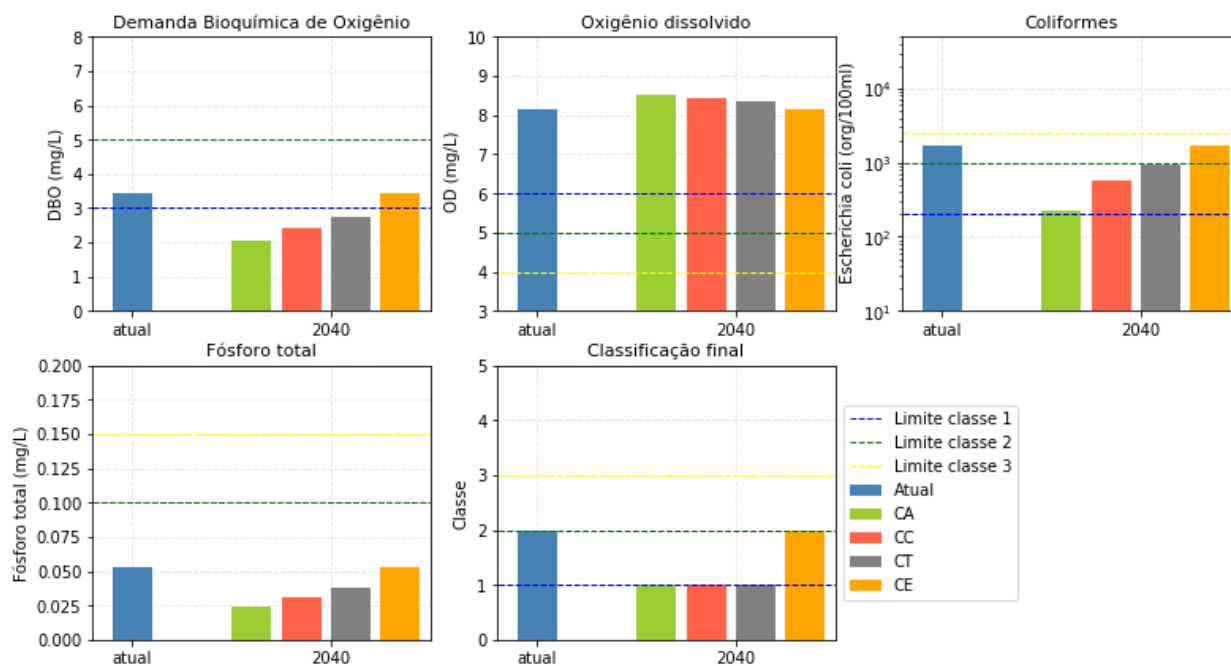 Demanda Bioquímica de Oxigênio
DBO (mg/L)
8
7
6
5
4
3
2
1
0
atual
2040
Oxigênio dissolvido
OD (mg/L)
10
9
8
7
6
5
4
3
atual
2040
Coliformes
Escherichia coli (org/100ml)
10⁴
10³
10²
10¹
atual
2040
Fósforo total
Fósforo total (mg/L)
0.200
0.175
0.150
0.125
0.100
0.075
0.050
0.025
0.000
atual
2040
Classificação final
Classe
5
4
3
2
1
0
atual
2040
Limite classe 1
Limite classe 2
Limite classe 3
Atual
CA
CC
CT
CE